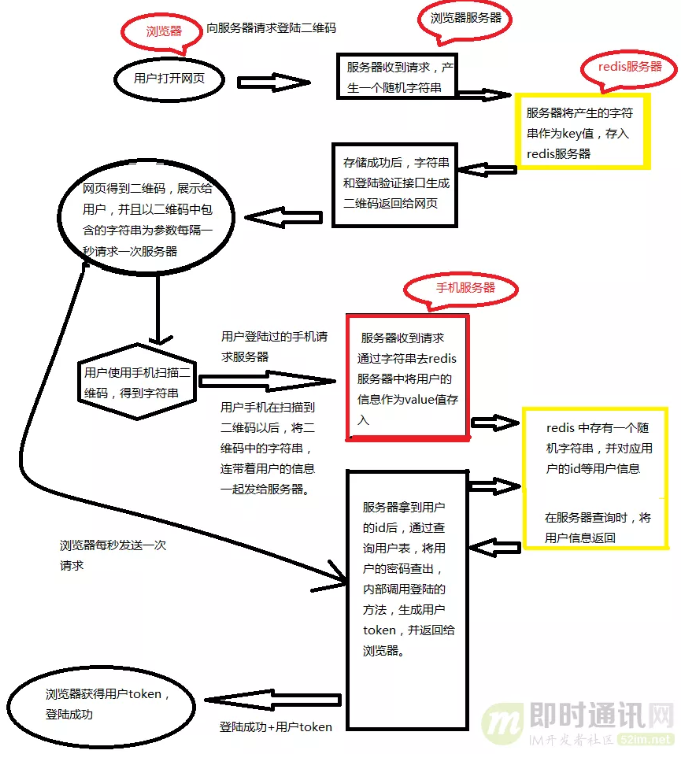 浏览器
向服务器请求登陆二维码
浏览器服务器
用户打开网页
服务器收到请求，产
生一个随机字符串
redis服务器
服务器将产生的字符
串作为key值，存入
redis服务器
存储成功后，字符串
和登陆验证接口生成
二维码返回给网页
网页得到二维码，展示给
用户，并且以二维码中包
含的字符串为参数每隔一
秒请求一次服务器
手机服务器
用户登陆过的手机请
求服务器
服务器收到请求
通过字符串去redis
服务器中将用户的
信息作为value值存
入
用户使用手机扫描二
维码，得到字符串
用户手机在扫描到
二维码以后，将二
维码中的字符串，
连带着用户的信息
一起发给服务器。
redis 中存有一个随
机字符串，并对应用
户的id等用户信息
在服务器查询时，将
用户信息返回
服务器拿到用户
的id后，通过查
询用户表，将用
户的密码查出，
内部调用登陆的
方法，生成用户
token，并返回给
浏览器。
浏览器每秒发送一次
请求
浏览器获得用户token，
登陆成功
登陆成功+用户token
即时通讯网
IM开发者社区 52im.net